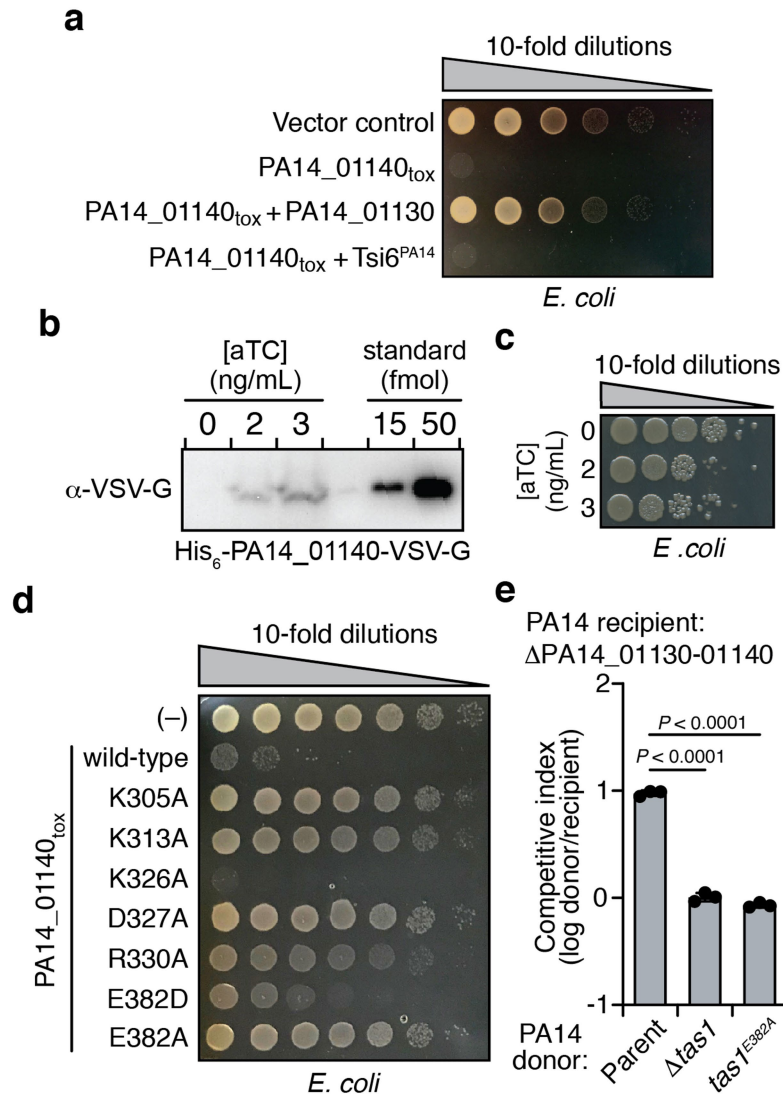 a
10-fold dilutions
Vector control
PA14_01140tox
PA14_01140tox + PA14_01130
PA14_01140tox + Tsi6PA14
E. coli
b
[aTC]
(ng/mL)
standard
(fmol)
0 2 3 15 50
α-VSV-G
His6-PA14_01140-VSV-G
c
10-fold dilutions
[aTC]
(ng/mL)
0
2
3
E .coli
d
10-fold dilutions
(–)
PA14_01140tox
wild-type
K305A
K313A
K326A
D327A
R330A
E382D
E382A
E. coli
e
PA14 recipient:
ΔPA14_01130-01140
Competitive index
(log donor/recipient)
2
1
0
-1
P < 0.0001
P < 0.0001
PA14
donor:
Parent
Δtas1
tas1E382A